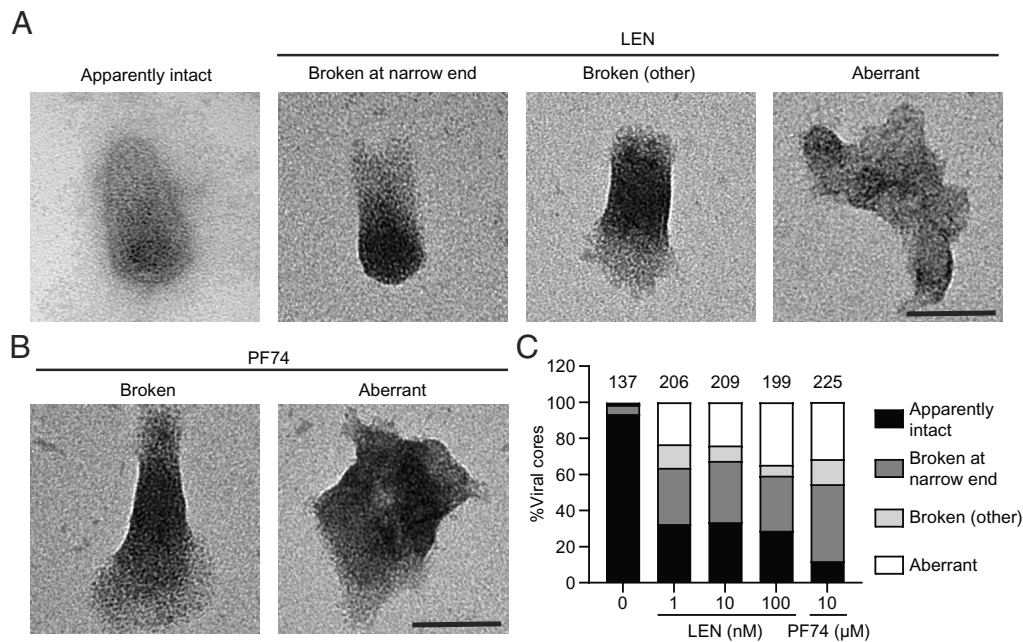 A
LEN
Apparently intact
Broken at narrow end
Broken (other)
Aberrant
B
PF74
Broken
Aberrant
C
120
100
80
60
40
20
0
%Viral cores
137 206 209 199 225
0 1 10 100 10
LEN (nM) PF74 (µM)
Apparently
intact
Broken at
narrow end
Broken (other)
Aberrant